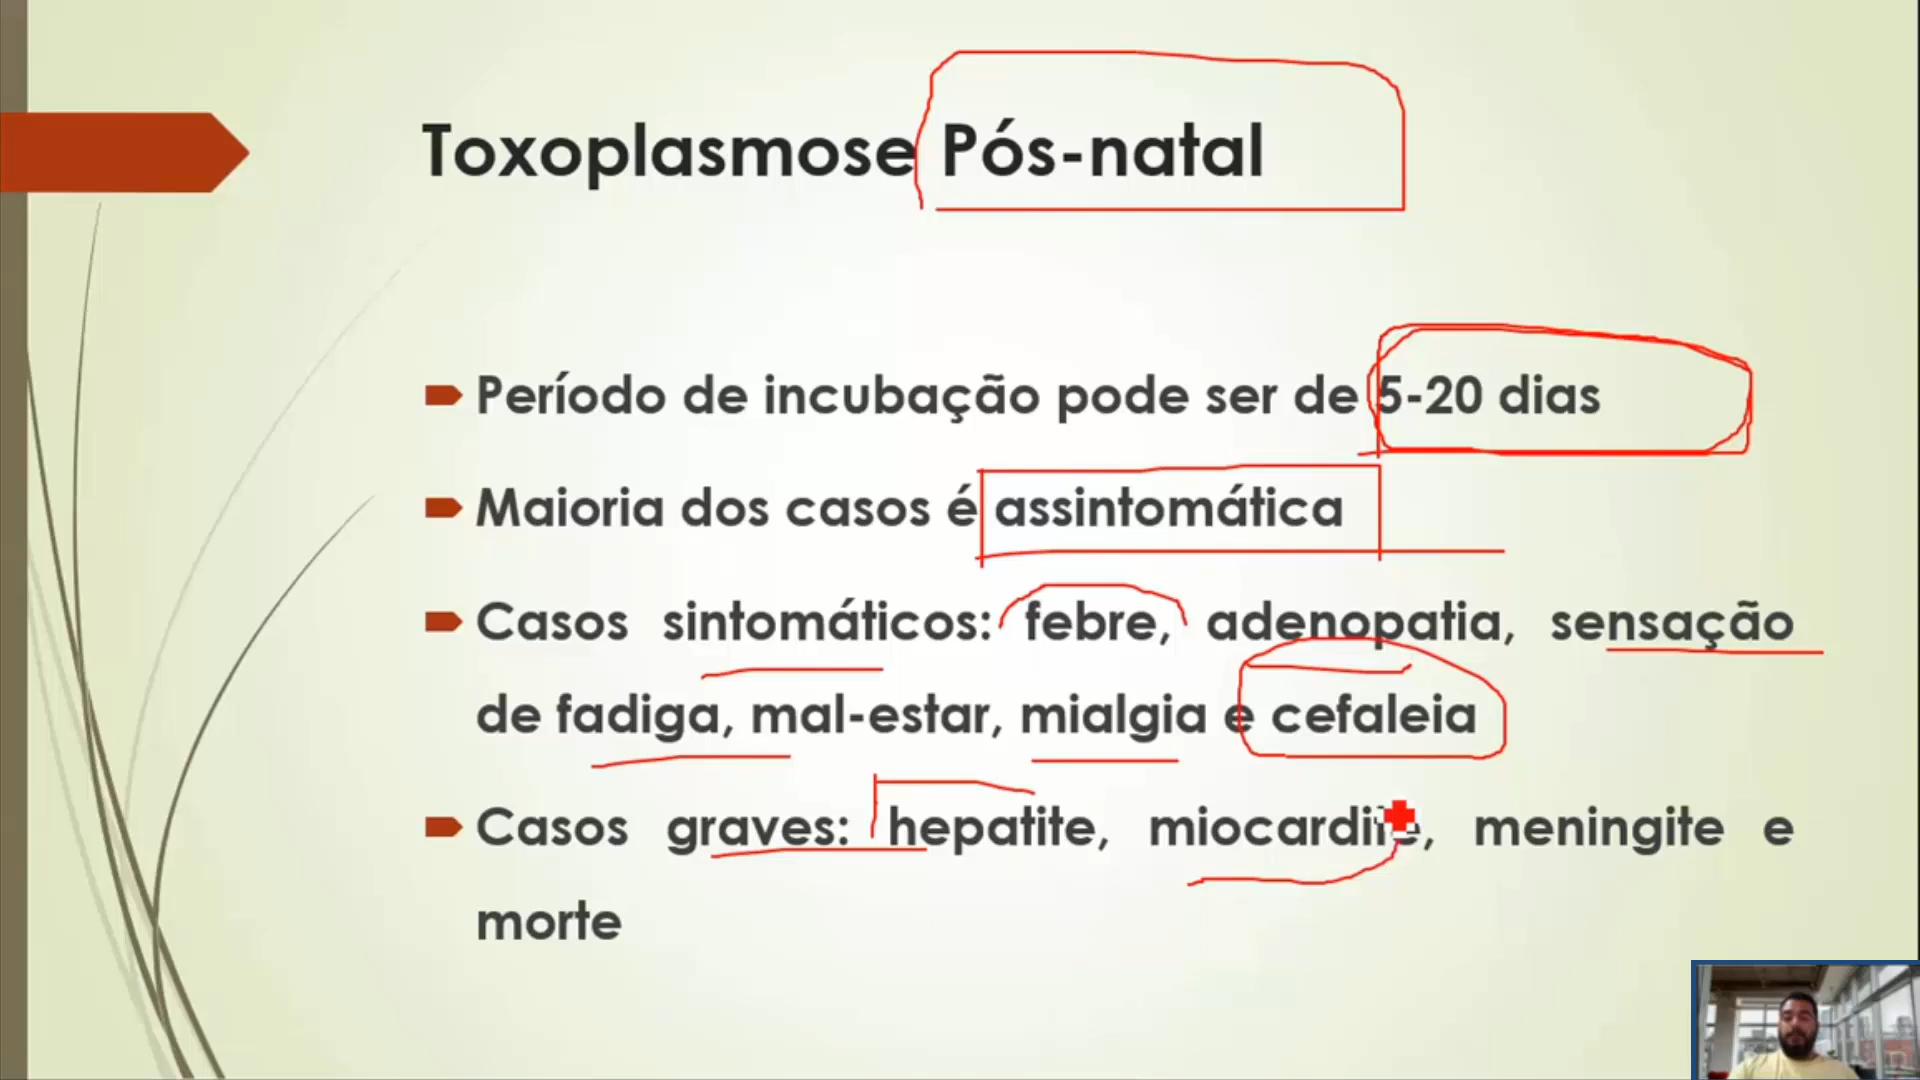 Toxoplasmose Pós-natal
Período de incubação pode ser de 5-20 dias
Maioria dos casos é assintomática
Casos sintomáticos: febre, adenopatia, sensação
de fadiga, mal-estar, mialgia e cefaleia
Casos graves: hepatite, miocardite, meningite e
morte